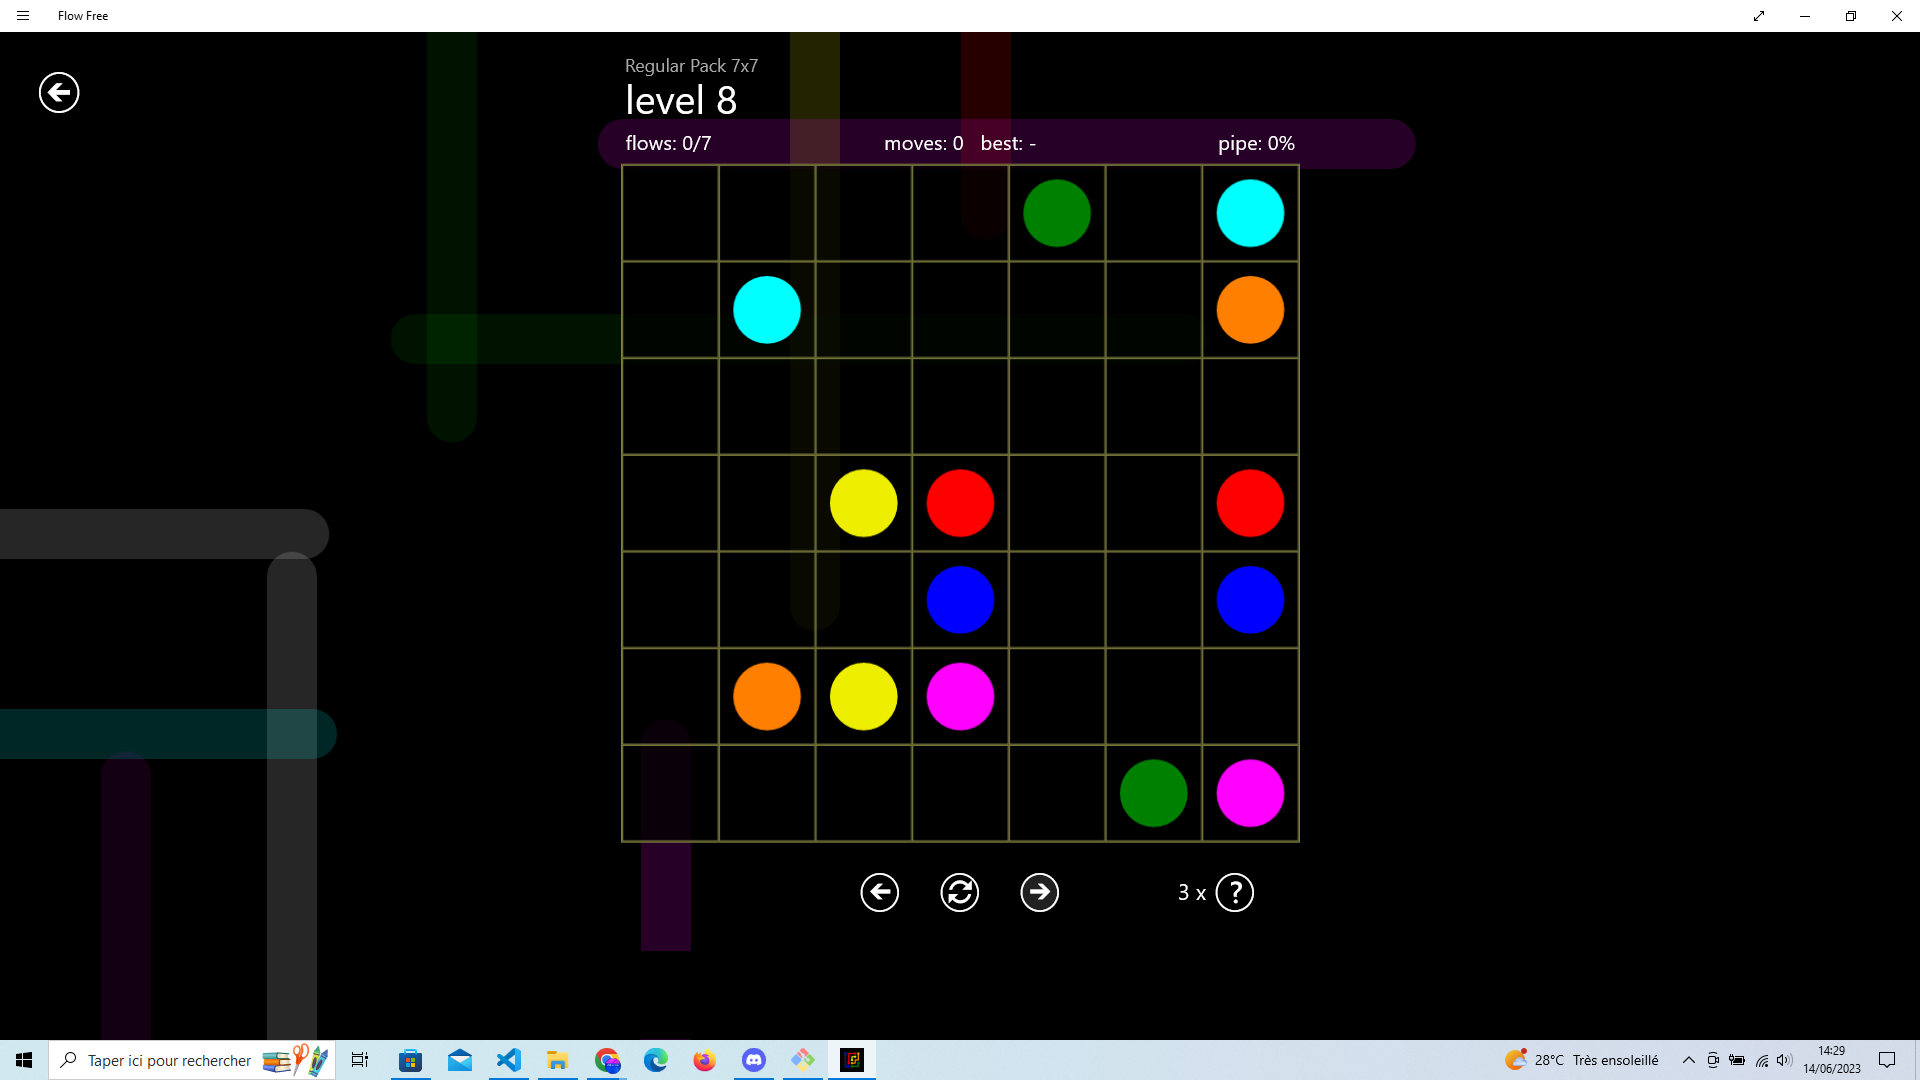 Flow Free
Regular Pack 7x7
level 8
flows: 0/7 moves: 0 best: - pipe: 0%
3 x ?
Taper ici pour rechercher
28°C Très ensoleillé
14:29
14/06/2023